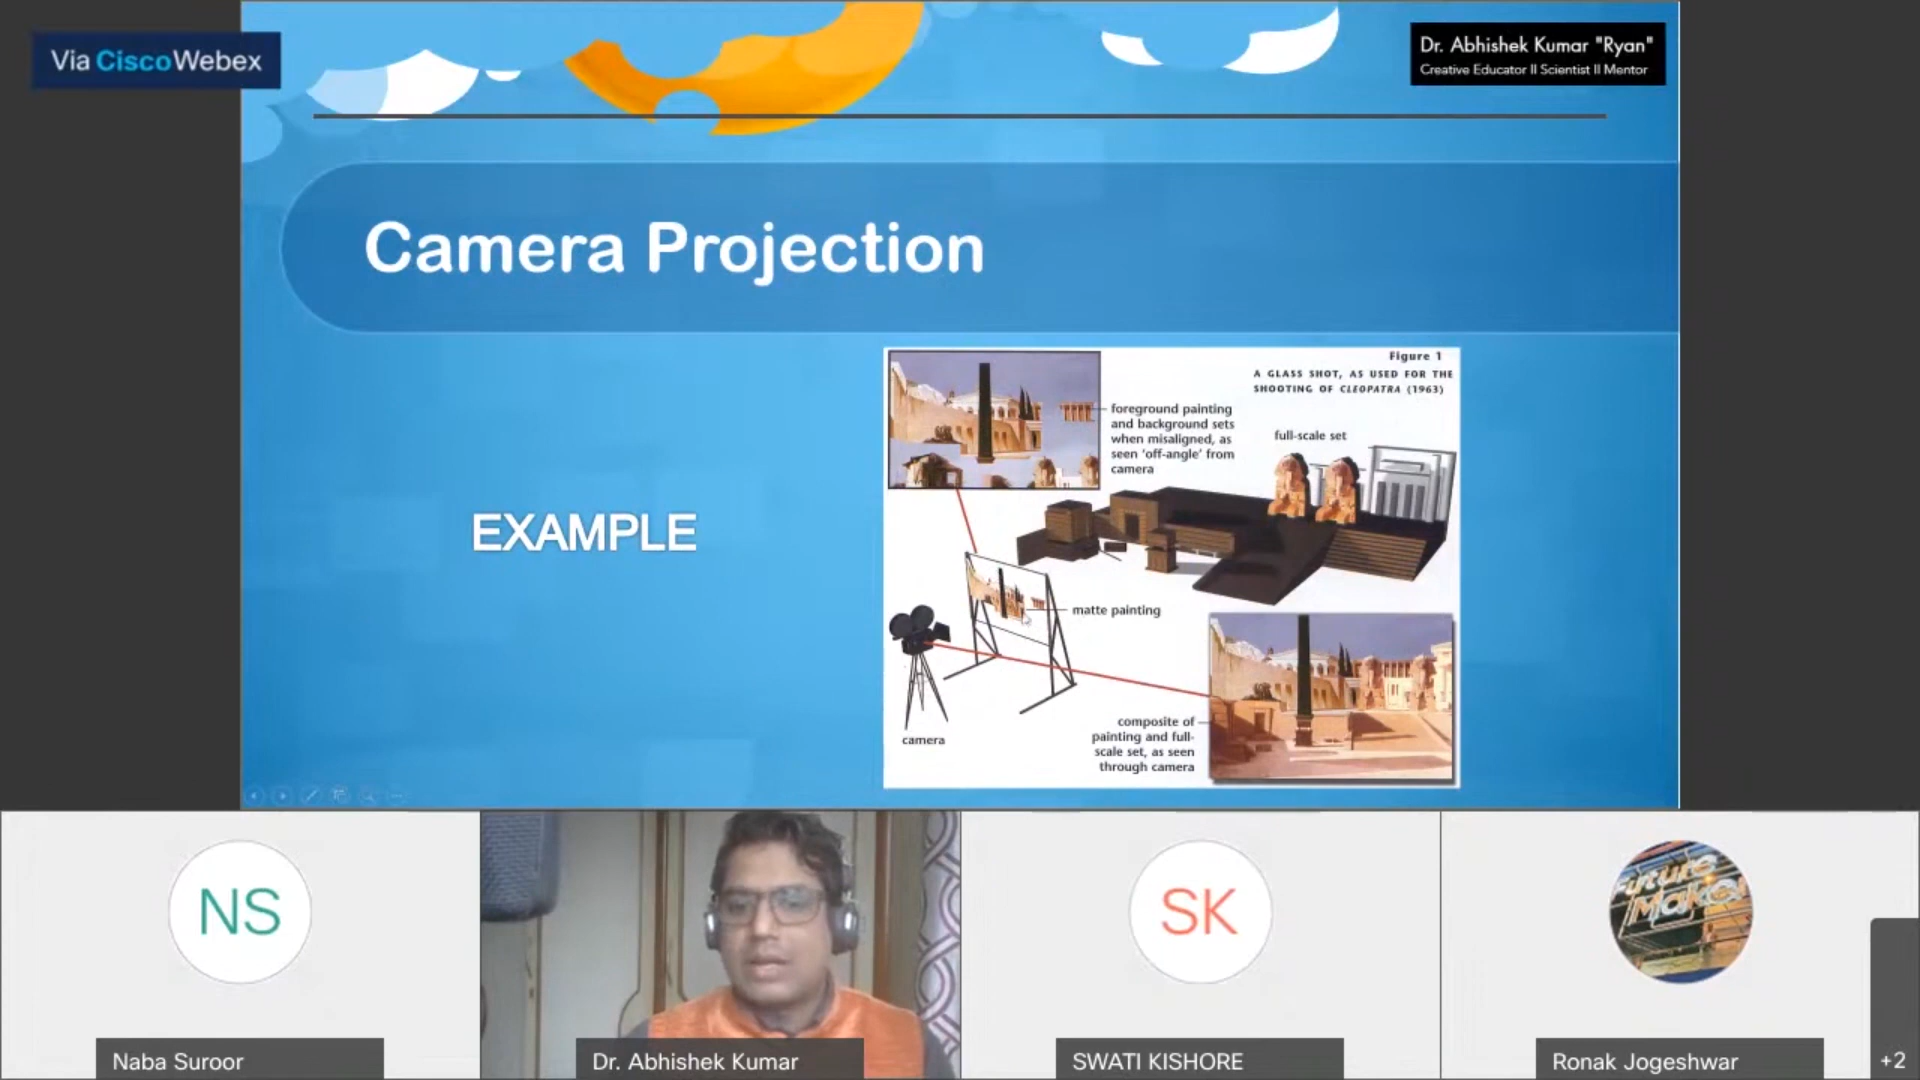 Via CiscoWebex
Dr. Abhishek Kumar "Ryan"
Creative Educator II Scientist II Mentor
Camera Projection
EXAMPLE
Figure 1
A GLASS SHOT, AS USED FOR THE
SHOOTING OF CLEOPATRA (1963)
foreground painting
and background sets
when misaligned, as
seen 'off-angle' from
camera
full-scale set
matte painting
camera
composite of
painting and full-
scale set, as seen
through camera
NS
SK
Future
Maker
Naba Suroor
Dr. Abhishek Kumar
SWATI KISHORE
Ronak Jogeshwar
+2